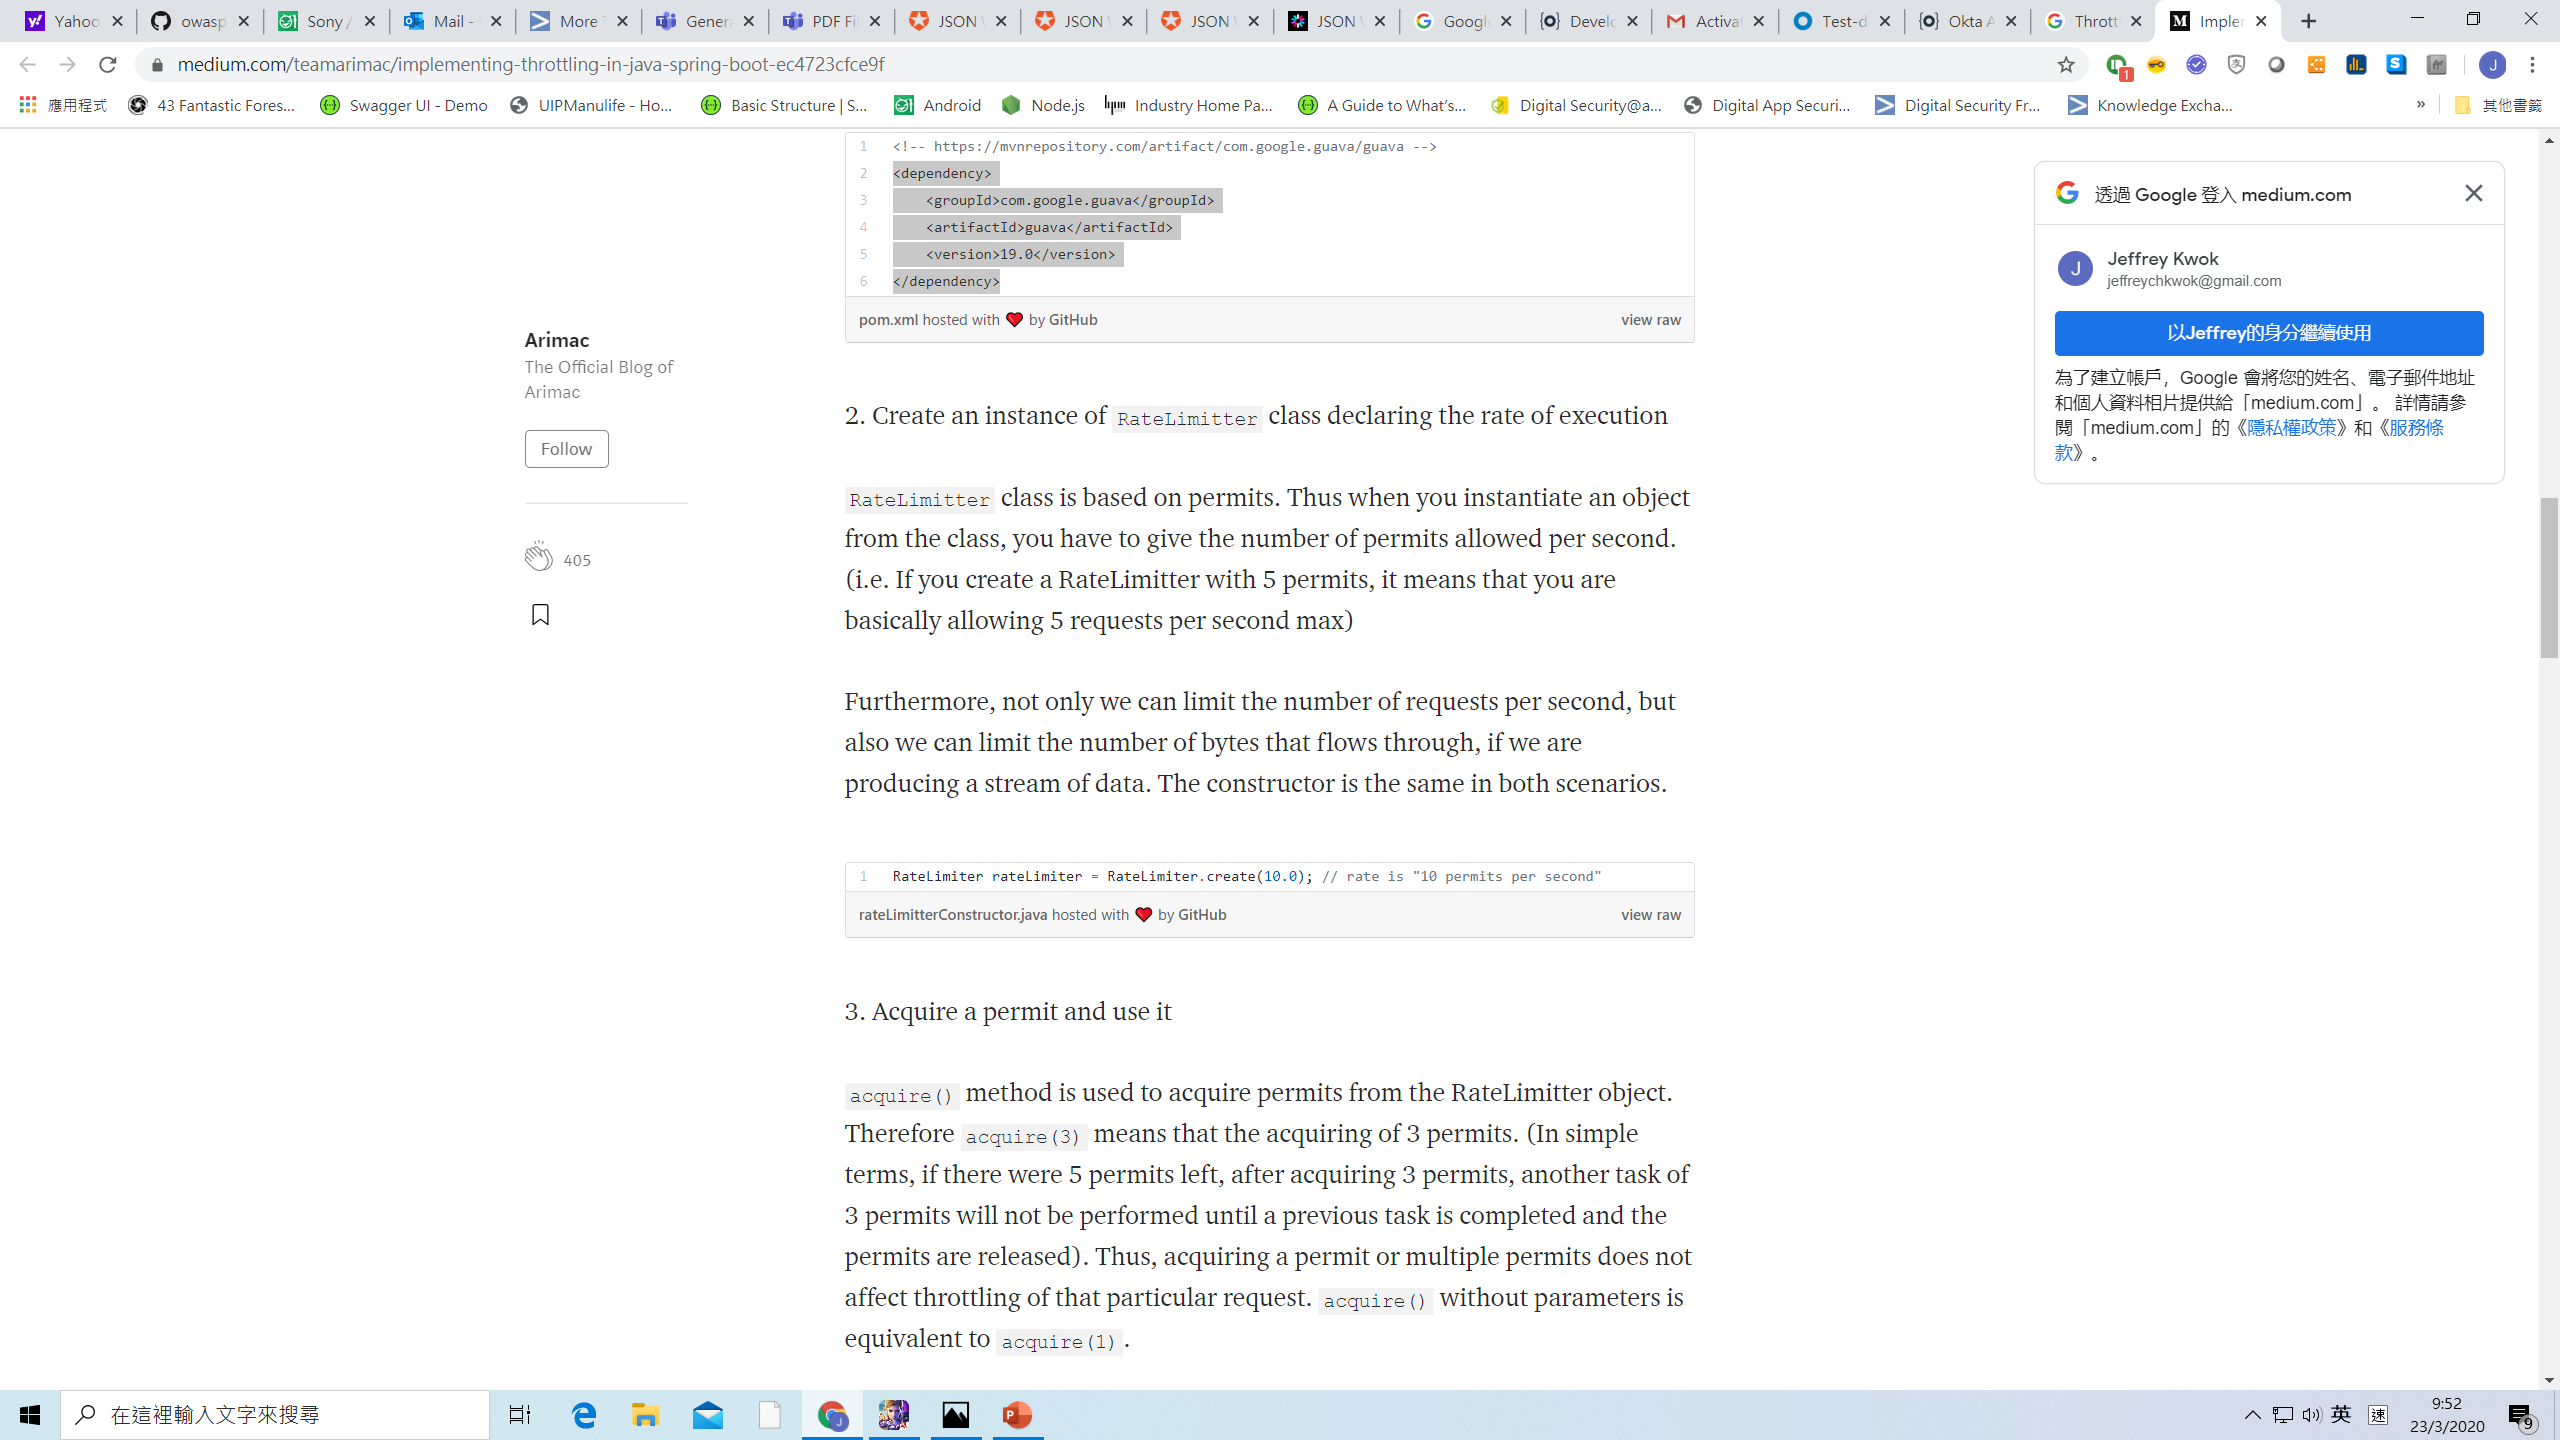 Yahoo
owasp
Sony /
Mail -
More T
Genera
PDF Fil
JSON W
JSON W
JSON W
JSON W
Google
Develo
Activat
Test-d
Okta A
Thrott
Imple
medium.com/teamarimac/implementing-throttling-in-java-spring-boot-ec4723cfce9f
1
J
應用程式
43 Fantastic Fores...
Swagger UI - Demo
UIPManulife - Ho...
Basic Structure | S...
Android
Node.js
Industry Home Pa...
A Guide to What's...
Digital Security@a...
Digital App Securi...
Digital Security Fr...
Knowledge Excha...
»
其他書籤
1 <!-- https://mvnrepository.com/artifact/com.google.guava/guava -->
2 <dependency>
3 <groupId>com.google.guava</groupId>
4 <artifactId>guava</artifactId>
5 <version>19.0</version>
6 </dependency>
pom.xml hosted with ❤ by GitHub
view raw
透過 Google 登入 medium.com
J
Jeffrey Kwok
jeffreychkwok@gmail.com
以Jeffrey的身分繼續使用
為了建立帳戶，Google 會將您的姓名、電子郵件地址
和個人資料相片提供給「medium.com」。 詳情請參
閱「medium.com」的《隱私權政策》和《服務條
款》。
Arimac
The Official Blog of
Arimac
Follow
405
2. Create an instance of RateLimitter class declaring the rate of execution
RateLimitter class is based on permits. Thus when you instantiate an object
from the class, you have to give the number of permits allowed per second.
(i.e. If you create a RateLimitter with 5 permits, it means that you are
basically allowing 5 requests per second max)
Furthermore, not only we can limit the number of requests per second, but
also we can limit the number of bytes that flows through, if we are
producing a stream of data. The constructor is the same in both scenarios.
1 RateLimiter rateLimiter = RateLimiter.create(10.0); // rate is "10 permits per second"
rateLimitterConstructor.java hosted with ❤ by GitHub
view raw
3. Acquire a permit and use it
acquire() method is used to acquire permits from the RateLimitter object.
Therefore acquire(3) means that the acquiring of 3 permits. (In simple
terms, if there were 5 permits left, after acquiring 3 permits, another task of
3 permits will not be performed until a previous task is completed and the
permits are released). Thus, acquiring a permit or multiple permits does not
affect throttling of that particular request. acquire() without parameters is
equivalent to acquire(1).
在這裡輸入文字來搜尋
英
速
9:52
23/3/2020
9